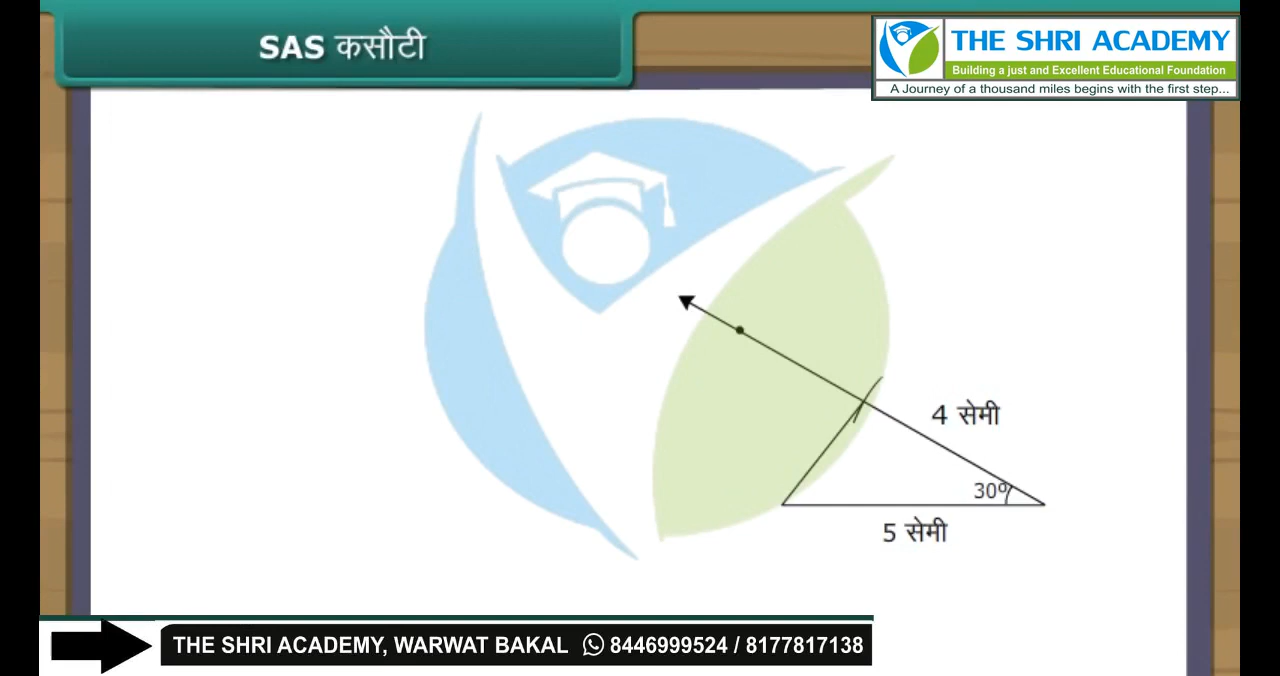 SAS कसौटी
THE SHRI ACADEMY
Building a just and Excellent Educational Foundation
A Journey of a thousand miles begins with the first step...
4 सेमी
30º
5 सेमी
THE SHRI ACADEMY, WARWAT BAKAL 8446999524 / 8177817138